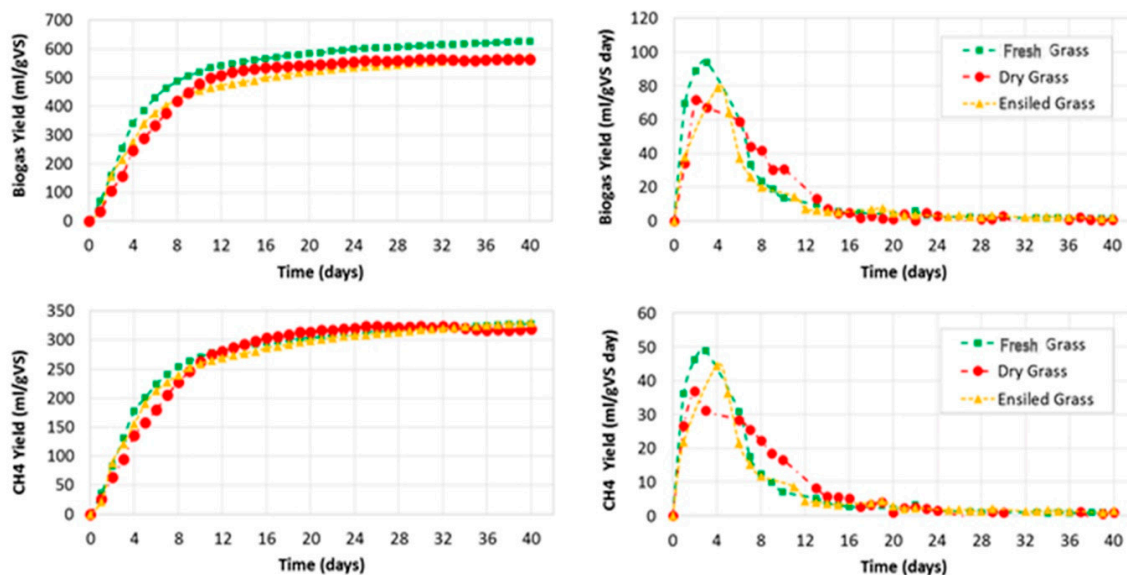 Biogas Yield (ml/gVS)
700
600
500
400
300
200
100
0
0 4 8 12 16 20 24 28 32 36 40
Time (days)
Biogas Yield (ml/gVS day)
120
100
80
60
40
20
0
0 4 8 12 16 20 24 28 32 36 40
Time (days)
Fresh Grass
Dry Grass
Ensiled Grass
CH4 Yield (ml/gVS)
350
300
250
200
150
100
50
0
0 4 8 12 16 20 24 28 32 36 40
Time (days)
CH4 Yield (ml/gVS day)
60
50
40
30
20
10
0
0 4 8 12 16 20 24 28 32 36 40
Time (days)
Fresh Grass
Dry Grass
Ensiled Grass